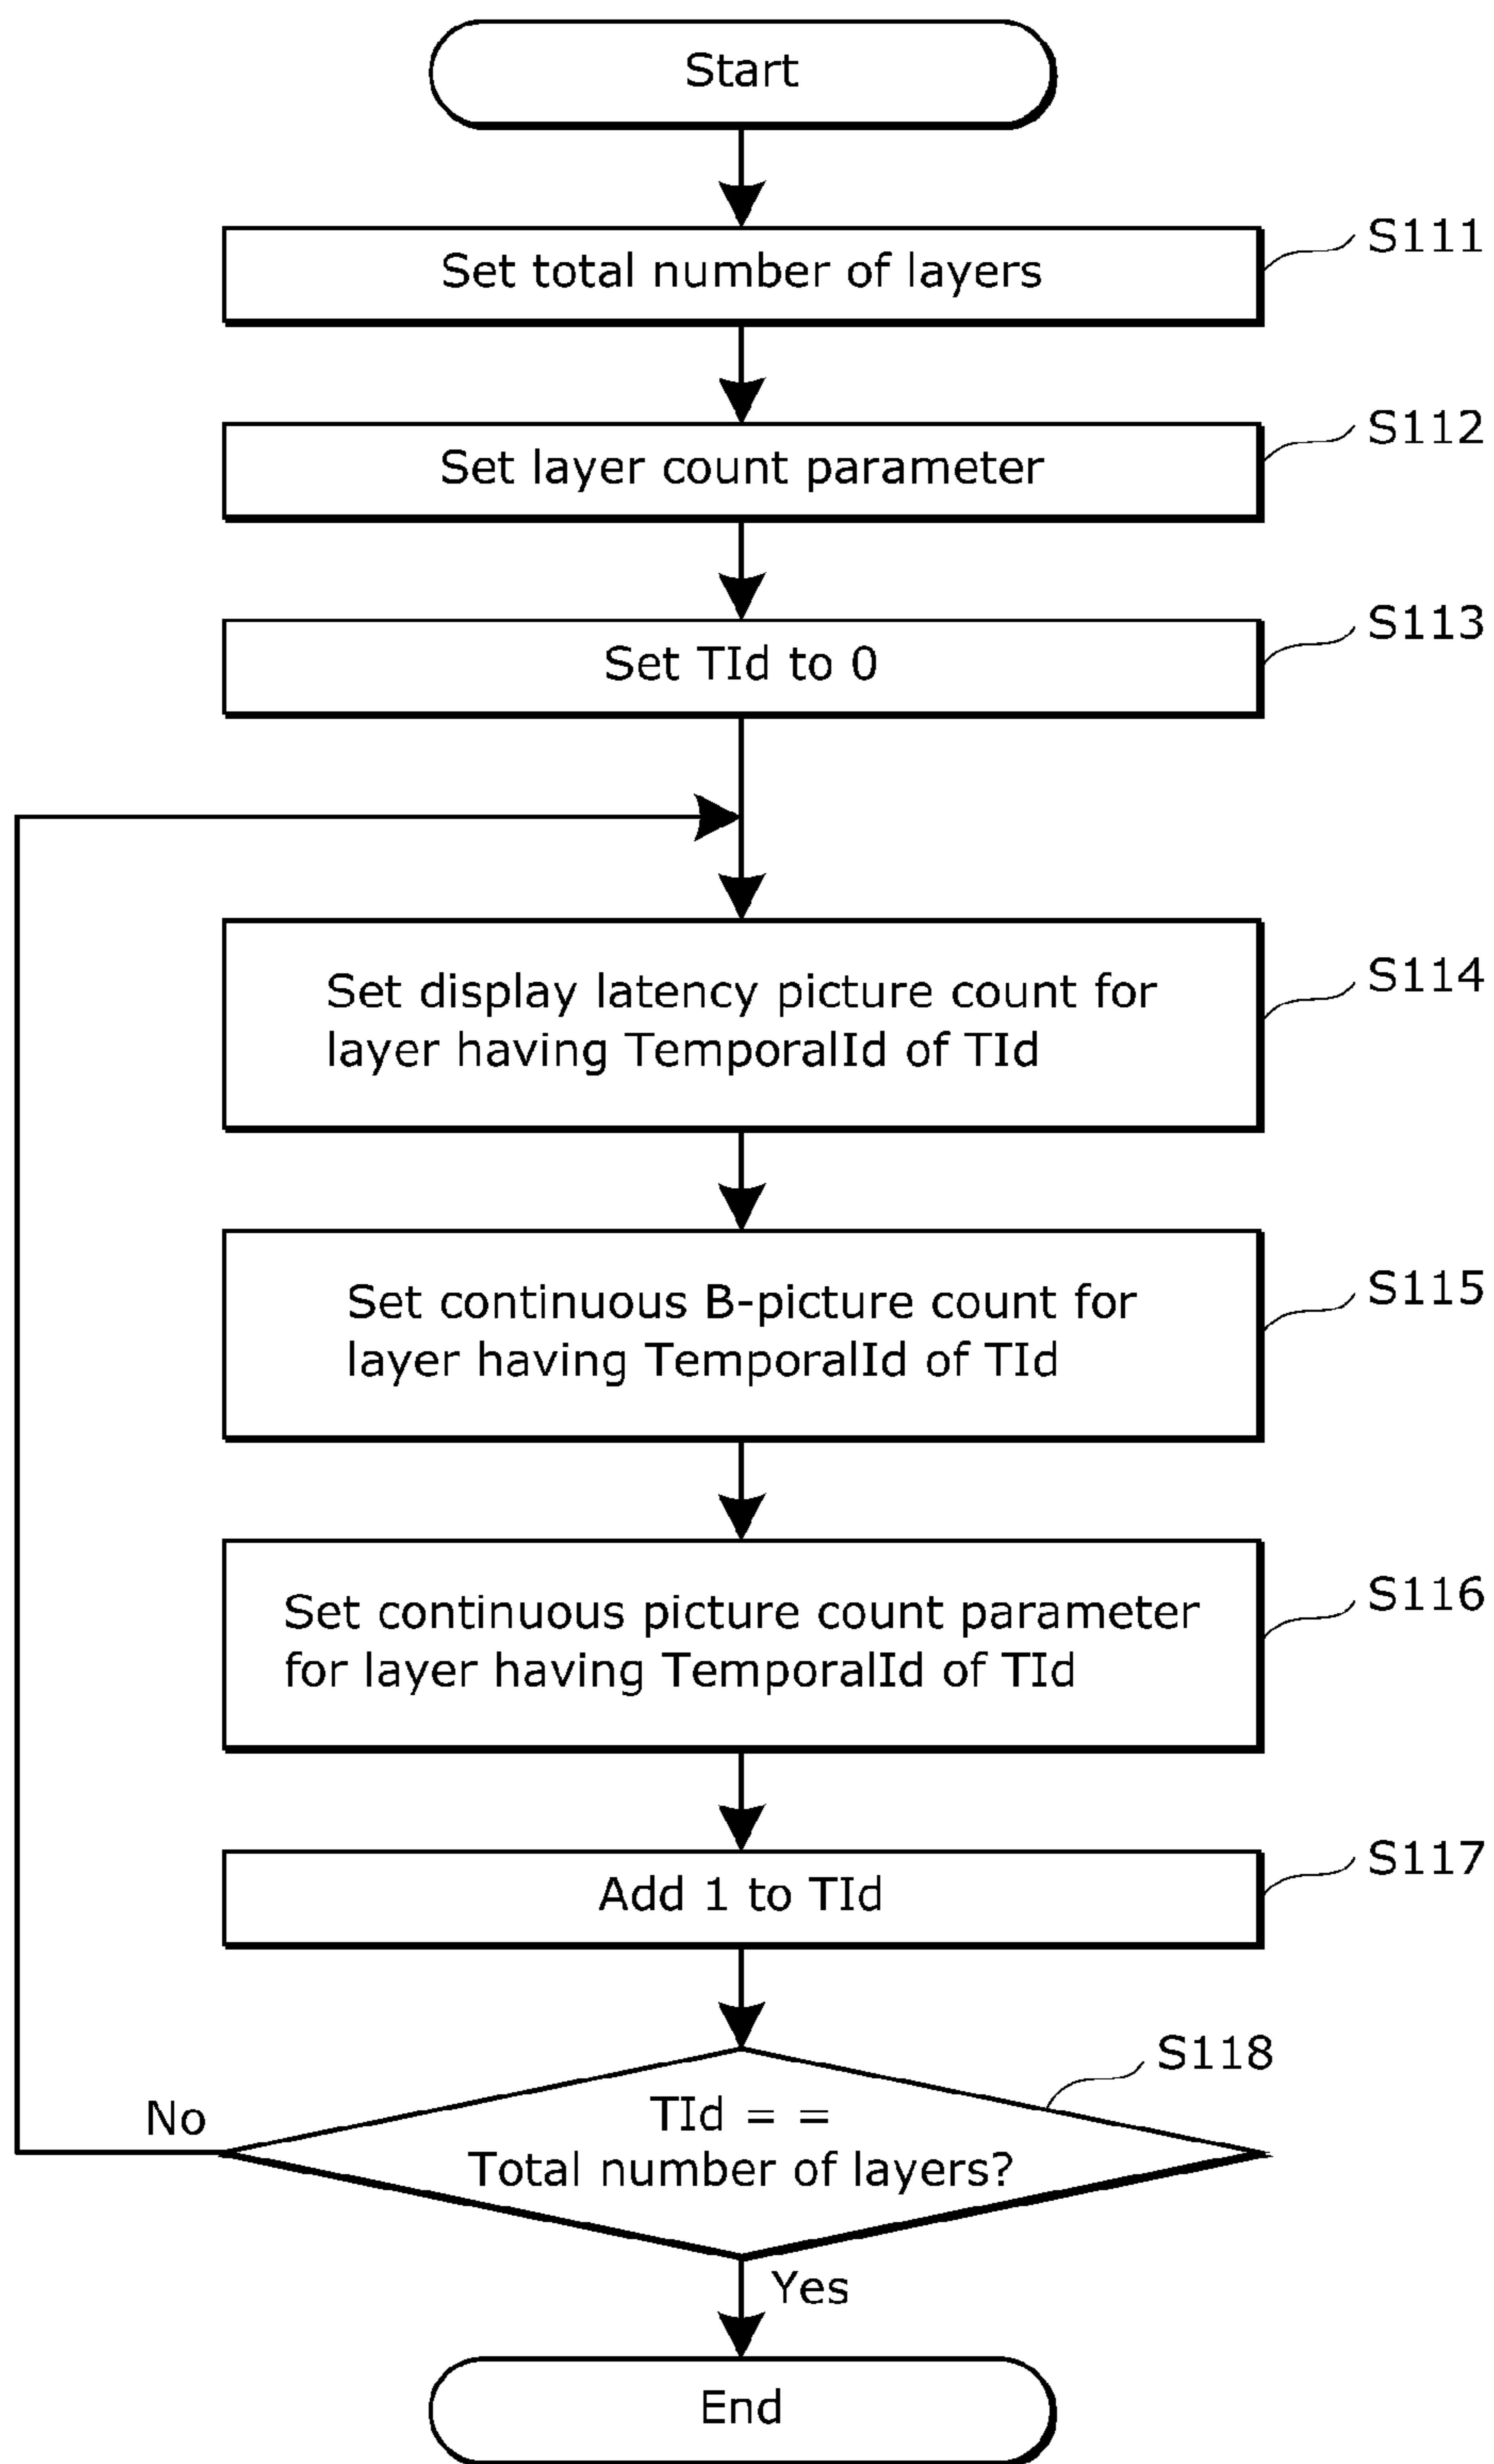 Start
Set total number of layers
S111
Set layer count parameter
S112
Set TId to 0
S113
Set display latency picture count for
layer having TemporalId of TId
S114
Set continuous B-picture count for
layer having TemporalId of TId
S115
Set continuous picture count parameter
for layer having TemporalId of TId
S116
Add 1 to TId
S117
S118
TId = =
Total number of layers?
No
Yes
End